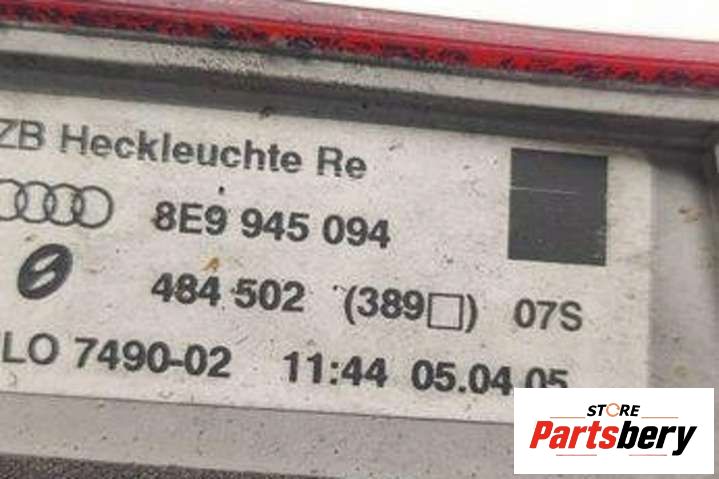 ZB Heckleuchte Re
8E9 945 094
484 502 (389□) 07S
LO 7490-02 11:44 05.04.05
STORE
Partsbery